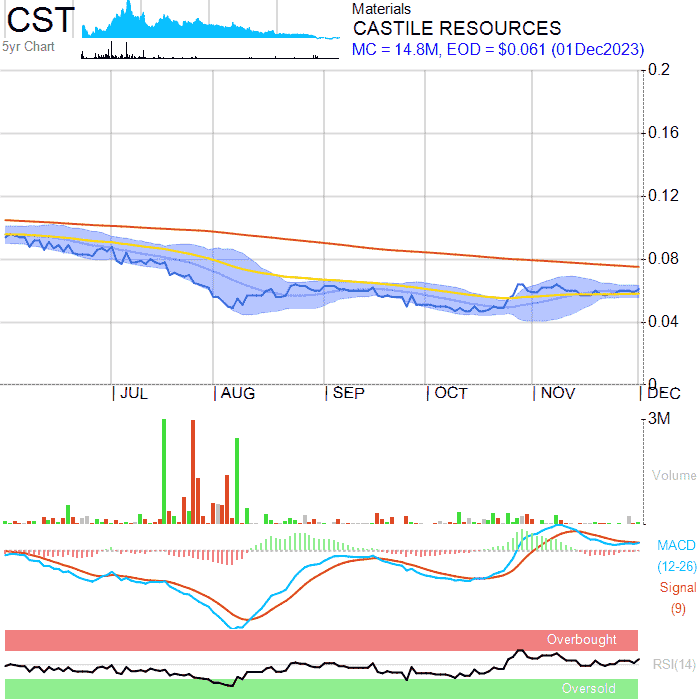 CST
5yr Chart
Materials
CASTILE RESOURCES
MC = 14.8M, EOD = $0.061 (01Dec2023)
0.2
0.16
0.12
0.08
0.04
0
JUL AUG SEP OCT NOV DEC
3M
Volume
MACD
(12-26)
Signal
(9)
Overbought
RSI(14)
Oversold